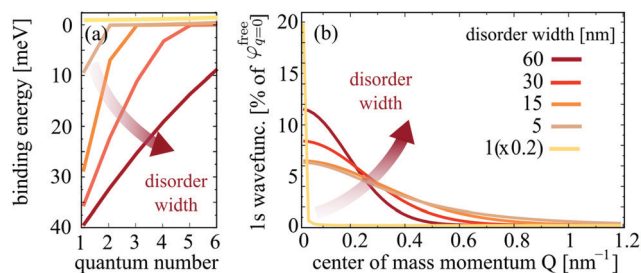 (a)
binding energy [meV]
0
10
20
30
40
disorder
width
1 2 3 4 5 6
quantum number
(b)
1s wavefunc. [% of φ^free_q=0]
20
15
10
5
0
disorder
width
disorder width [nm]
60
30
15
5
1(x0.2)
0 0.2 0.4 0.6 0.8 1 1.2
center of mass momentum Q [nm⁻¹]